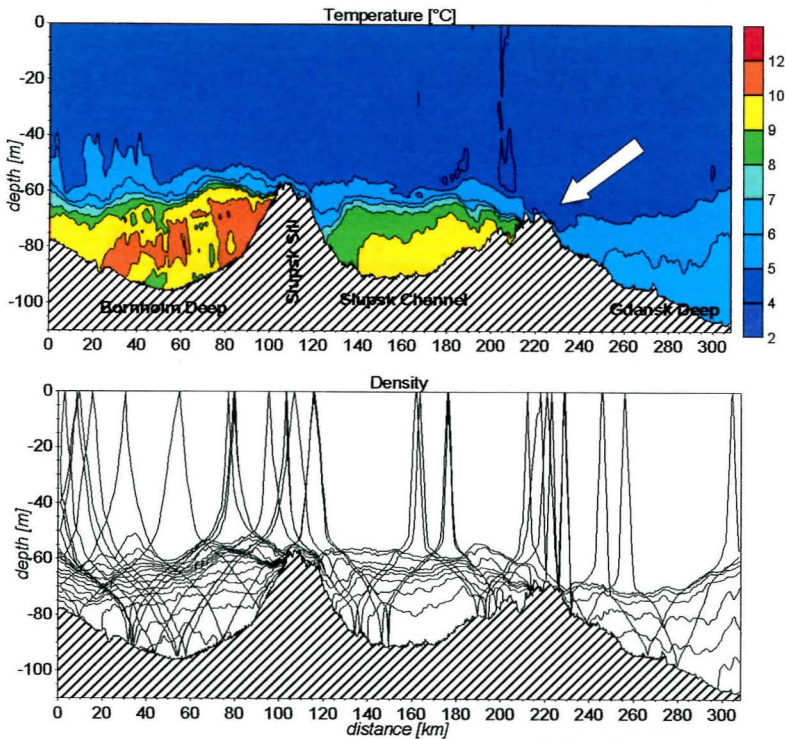 Temperature [°C]
0
-20
-40
-60
-80
-100
depth [m]
0 20 40 60 80 100 120 140 160 180 200 220 240 260 280 300
Bornholm Deep
Słupsk Sill
Słupsk Channel
Gdańsk Deep
12
10
9
8
7
6
5
4
2
Density
0
-20
-40
-60
-80
-100
depth [m]
0 20 40 60 80 100 120 140 160 180 200 220 240 260 280 300
distance [km]